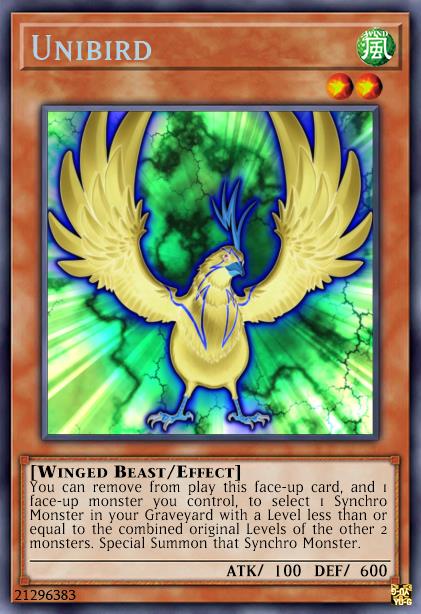 UNIBIRD
WIND
風
[WINGED BEAST/EFFECT]
You can remove from play this face-up card, and 1
face-up monster you control, to select 1 Synchro
Monster in your Graveyard with a Level less than or
equal to the combined original Levels of the other 2
monsters. Special Summon that Synchro Monster.
ATK/ 100 DEF/ 600
21296383